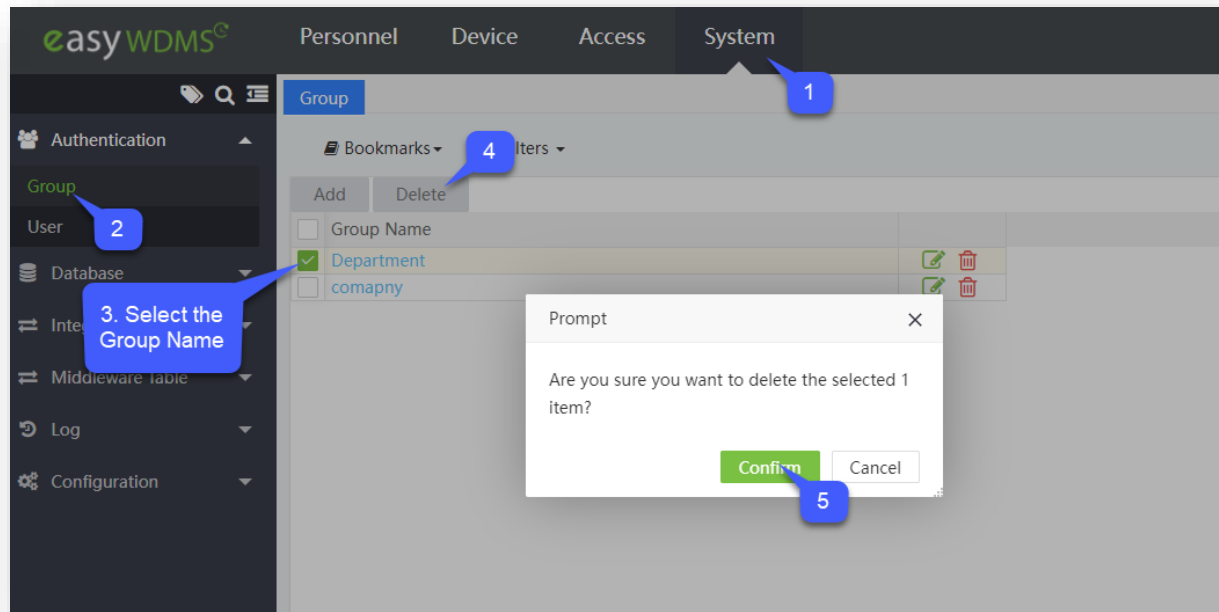 easy WDMS
Personnel Device Access System
1
Group
Authentication
Bookmarks
4
Group
Add Delete
User
2
Group Name
Database
Department
comapny
3. Select the
Group Name
Prompt
Middleware Table
Are you sure you want to delete the selected 1
item?
Log
Confirm Cancel
Configuration
5